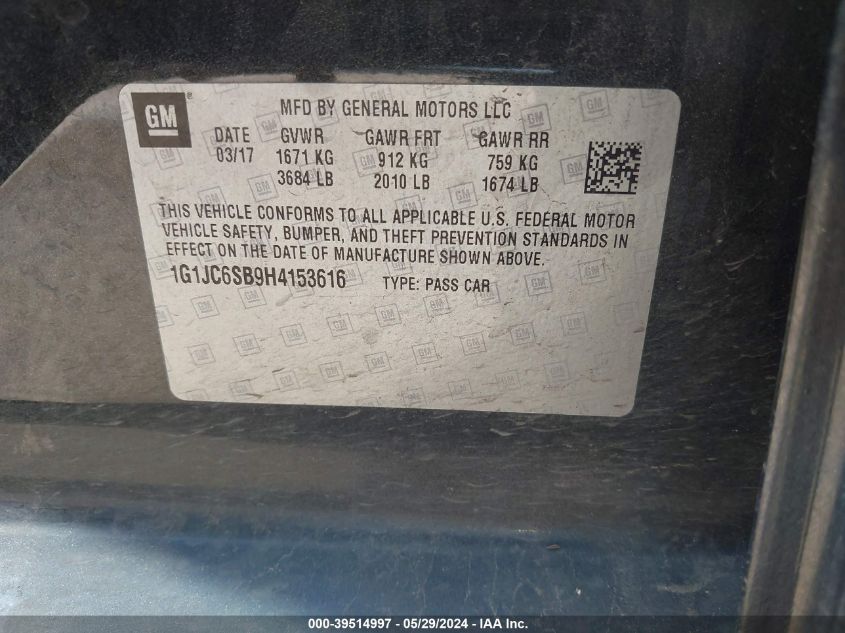 GM
MFD BY GENERAL MOTORS LLC
DATE GVWR GAWR FRT GAWR RR
03/17 1671 KG 912 KG 759 KG
3684 LB 2010 LB 1674 LB
THIS VEHICLE CONFORMS TO ALL APPLICABLE U.S. FEDERAL MOTOR
VEHICLE SAFETY, BUMPER, AND THEFT PREVENTION STANDARDS IN
EFFECT ON THE DATE OF MANUFACTURE SHOWN ABOVE.
1G1JC6SB9H4153616 TYPE: PASS CAR
000-39514997 - 05/29/2024 - IAA Inc.